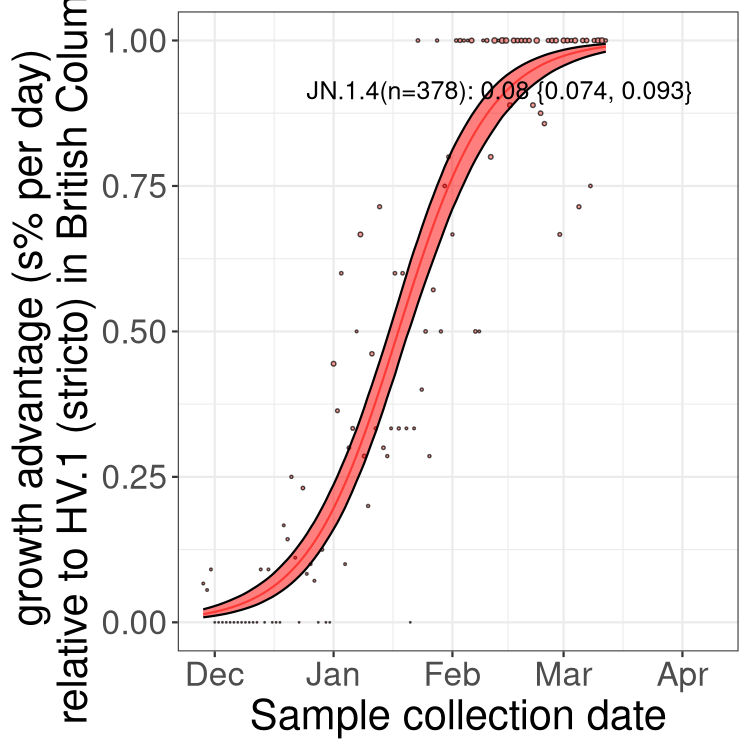 growth advantage (s% per day)
relative to HV.1 (stricto) in British Colum
1.00
0.75
0.50
0.25
0.00
JN.1.4(n=378): 0.08 {0.074, 0.093}
Dec Jan Feb Mar Apr
Sample collection date